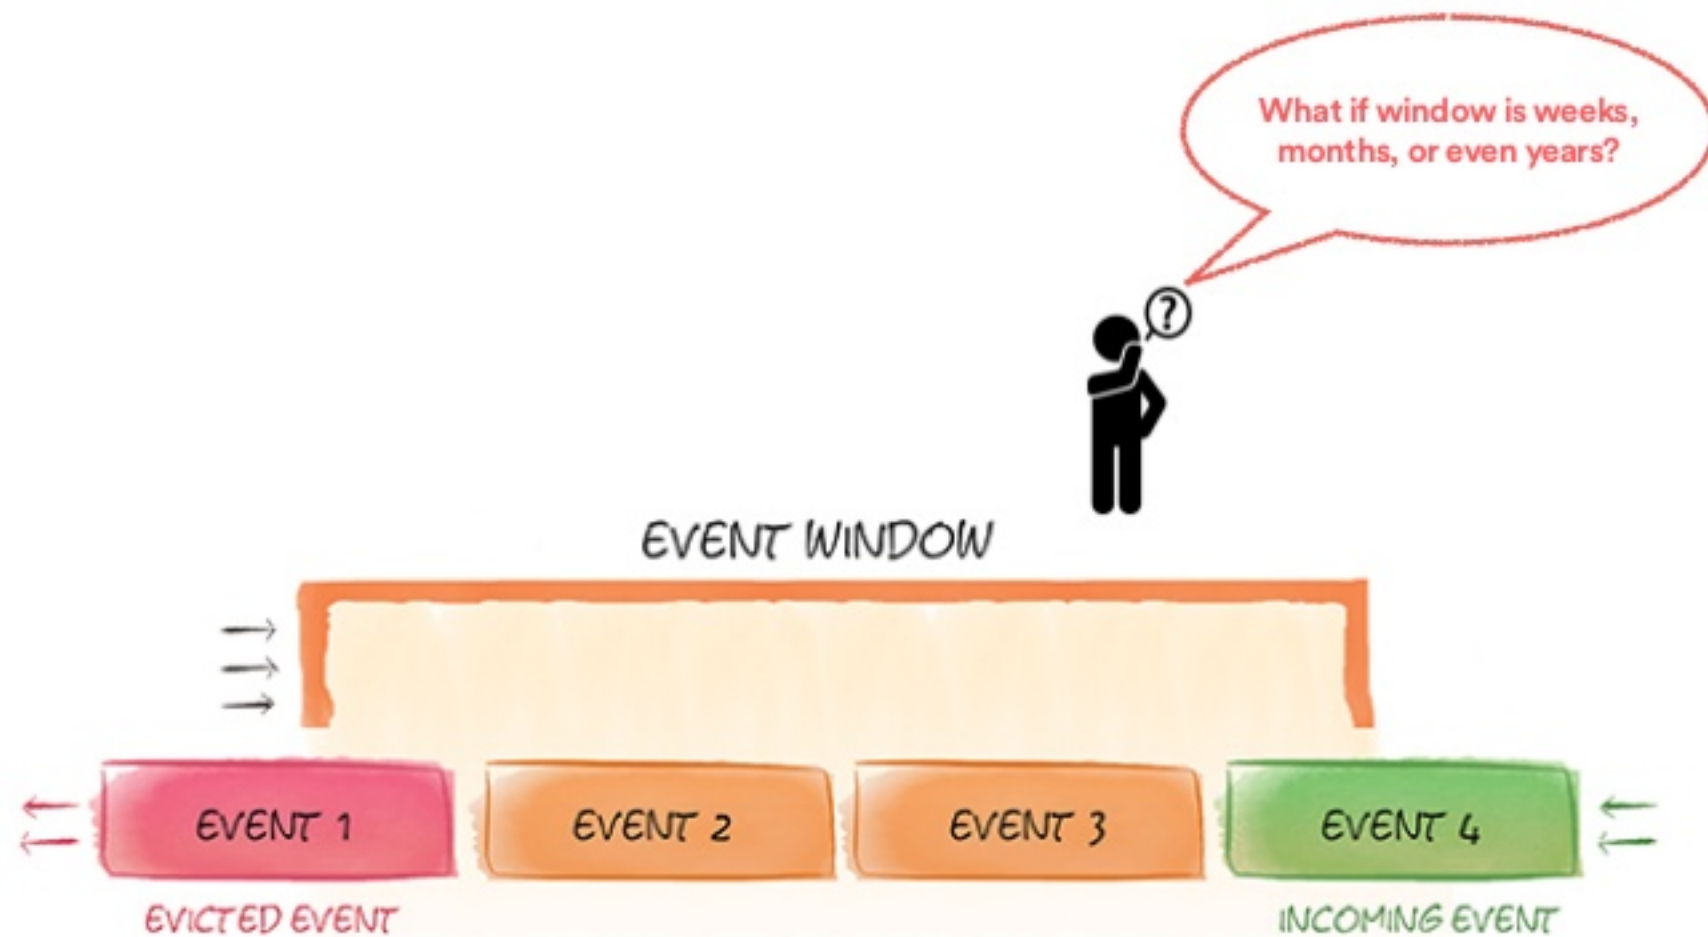 What if window is weeks,
months, or even years?
?
EVENT WINDOW
EVENT 1
EVENT 2
EVENT 3
EVENT 4
EVICTED EVENT
INCOMING EVENT